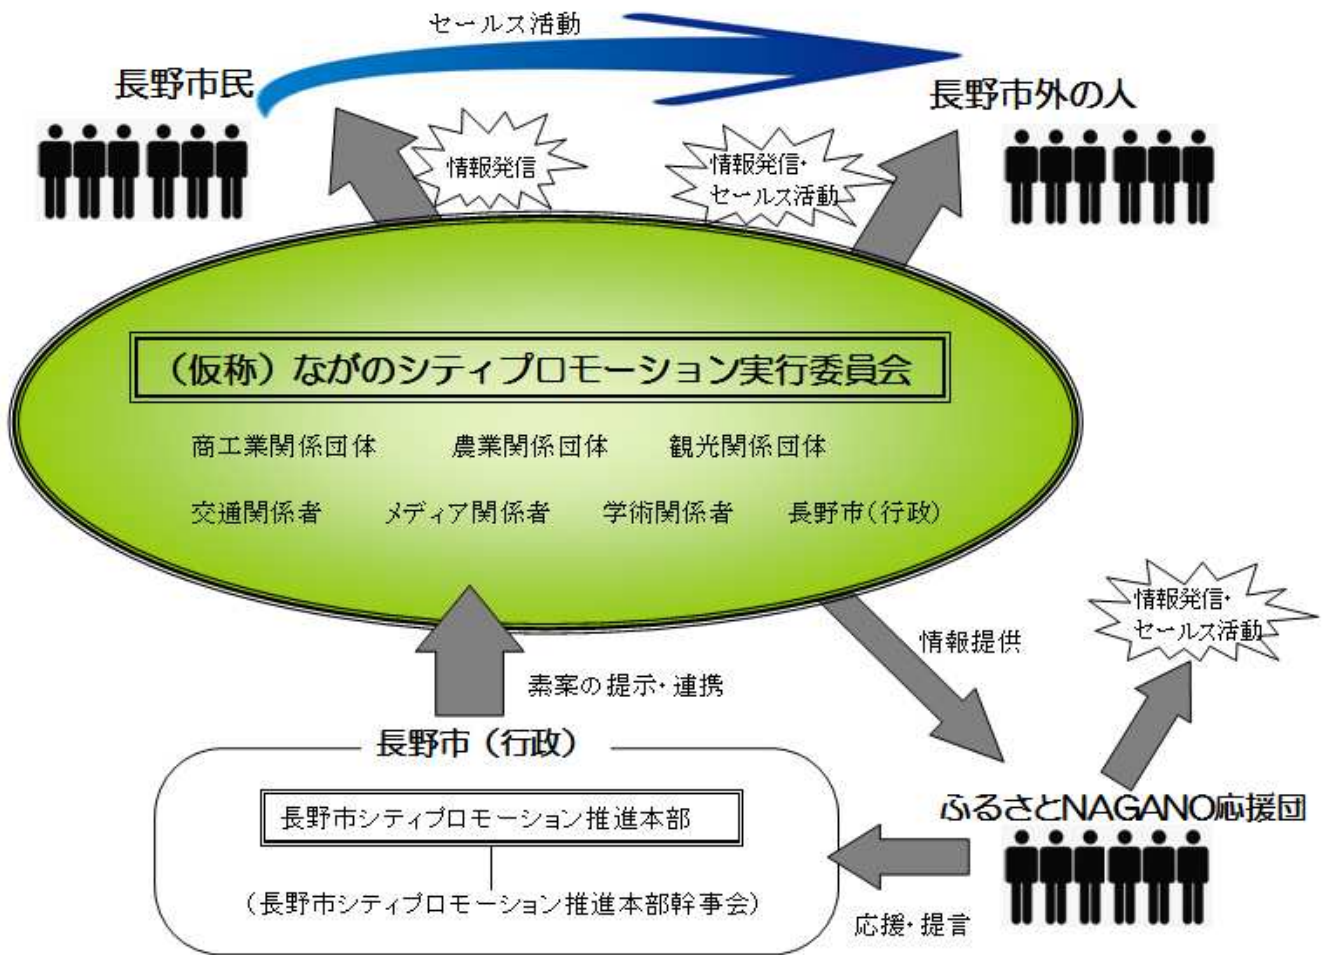 セールス活動
長野市民
長野市外の人
情報発信
情報発信・
セールス活動
（仮称）ながのシティプロモーション実行委員会
商工業関係団体　農業関係団体　観光関係団体
交通関係者　メディア関係者　学術関係者　長野市(行政)
情報発信・
セールス活動
情報提供
素案の提示・連携
長野市（行政）
長野市シティプロモーション推進本部
(長野市シティプロモーション推進本部幹事会)
ふるさとNAGANO応援団
応援・提言